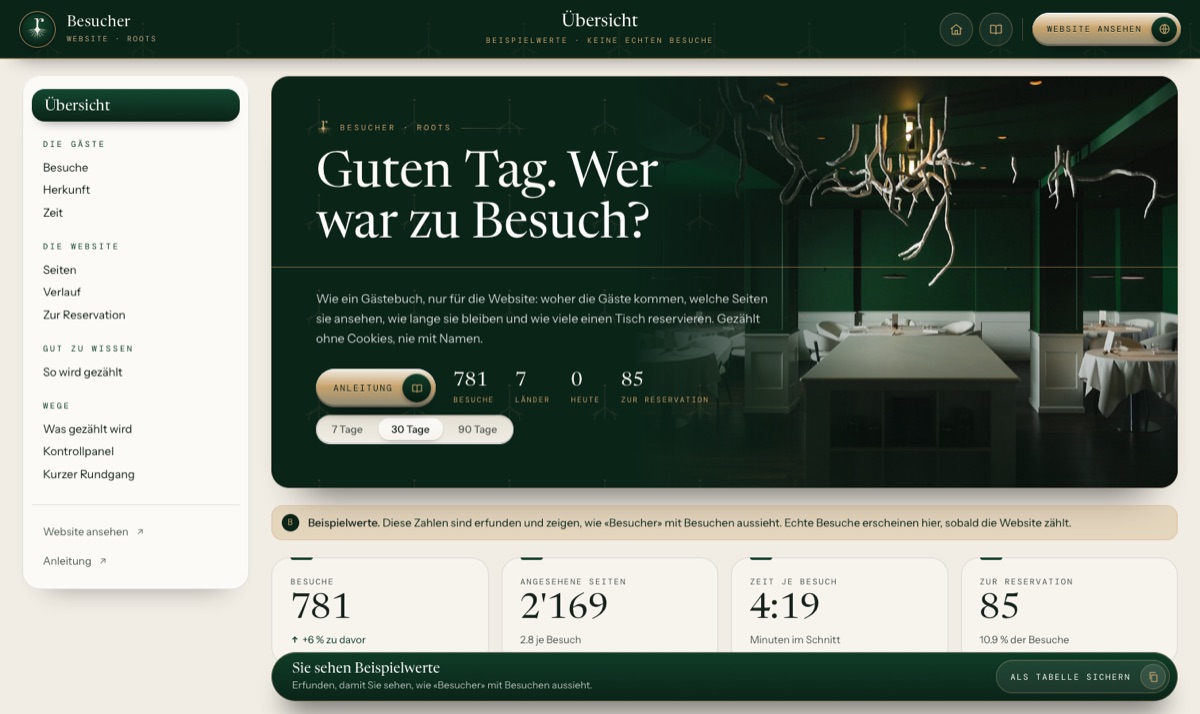 r
Besucher
WEBSITE · ROOTS
Übersicht
BEISPIELWERTE · KEINE ECHTEN BESUCHE
WEBSITE ANSEHEN
Übersicht
DIE GÄSTE
Besuche
Herkunft
Zeit
DIE WEBSITE
Seiten
Verlauf
Zur Reservation
GUT ZU WISSEN
So wird gezählt
WEGE
Was gezählt wird
Kontrollpanel
Kurzer Rundgang
Website ansehen ↗
Anleitung ↗
r BESUCHER · ROOTS
Guten Tag. Wer
war zu Besuch?
Wie ein Gästebuch, nur für die Website: woher die Gäste kommen, welche Seiten
sie ansehen, wie lange sie bleiben und wie viele einen Tisch reservieren. Gezählt
ohne Cookies, nie mit Namen.
ANLEITUNG
781 7 0 85
BESUCHE LÄNDER HEUTE ZUR RESERVATION
7 Tage 30 Tage 90 Tage
B Beispielwerte. Diese Zahlen sind erfunden und zeigen, wie «Besucher» mit Besuchen aussieht. Echte Besuche erscheinen hier, sobald die Website zählt.
BESUCHE
781
↑ +6 % zu davor
ANGESEHENE SEITEN
2'169
2.8 je Besuch
ZEIT JE BESUCH
4:19
Minuten im Schnitt
ZUR RESERVATION
85
10.9 % der Besuche
Sie sehen Beispielwerte
Erfunden, damit Sie sehen, wie «Besucher» mit Besuchen aussieht.
ALS TABELLE SICHERN